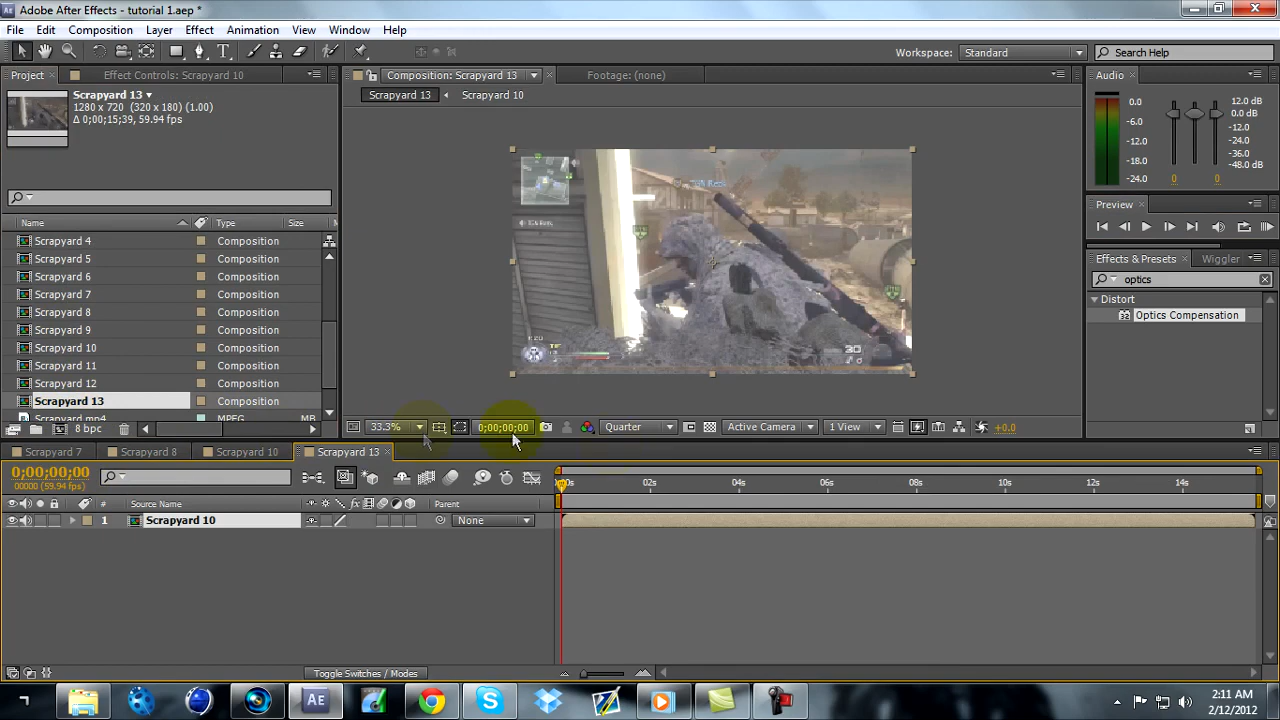 Adobe After Effects - tutorial 1.aep *
File Edit Composition Layer Effect Animation View Window Help
Workspace: Standard Search Help
Project Effect Controls: Scrapyard 10
Composition: Scrapyard 13 Footage: (none)
Audio
Scrapyard 13
1280 x 720 (320 x 180) (1.00)
Δ 0;00;15;39, 59.94 fps
Scrapyard 13 Scrapyard 10
0.0 12.0 dB
-6.0 0.0 dB
-12.0 -12.0
-18.0 -24.0
-24.0 -36.0
-48.0 dB
0 0
Preview
Name Type Size
Scrapyard 4 Composition
Scrapyard 5 Composition
Scrapyard 6 Composition
Scrapyard 7 Composition
Scrapyard 8 Composition
Scrapyard 9 Composition
Scrapyard 10 Composition
Scrapyard 11 Composition
Scrapyard 12 Composition
Scrapyard 13 Composition
Scrapyard.mp4 MPEG MB
Effects & Presets Wiggler
optics
Distort
32 Optics Compensation
30
8 bpc
33.3% 0;00;00;00 Quarter Active Camera 1 View +0.0
Scrapyard 7 Scrapyard 8 Scrapyard 10 Scrapyard 13
0;00;00;00
00000 (59.94 fps)
02s 04s 06s 08s 10s 12s 14s
# Source Name Parent
1 Scrapyard 10 None
Toggle Switches / Modes
2:11 AM
2/12/2012